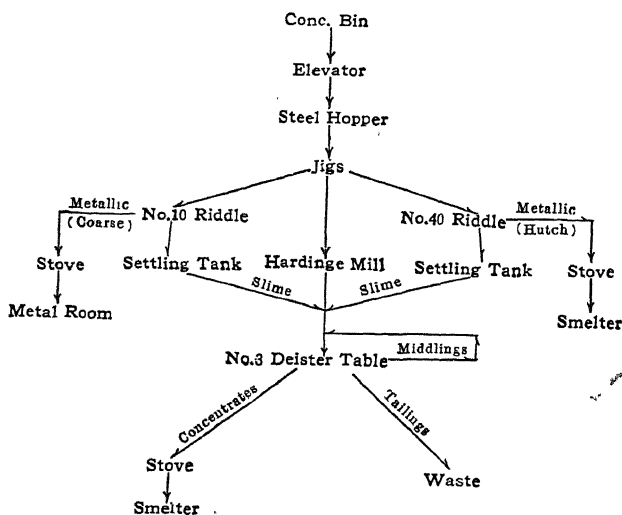 Conc. Bin
Elevator
Steel Hopper
Jigs
Metallic
(Coarse)
No.10 Riddle
No.40 Riddle
Metallic
(Hutch)
Stove
Settling Tank
Hardinge Mill
Settling Tank
Stove
Slime
Slime
Metal Room
Smelter
Middlings
No.3 Deister Table
Concentrates
Tailings
Stove
Waste
Smelter